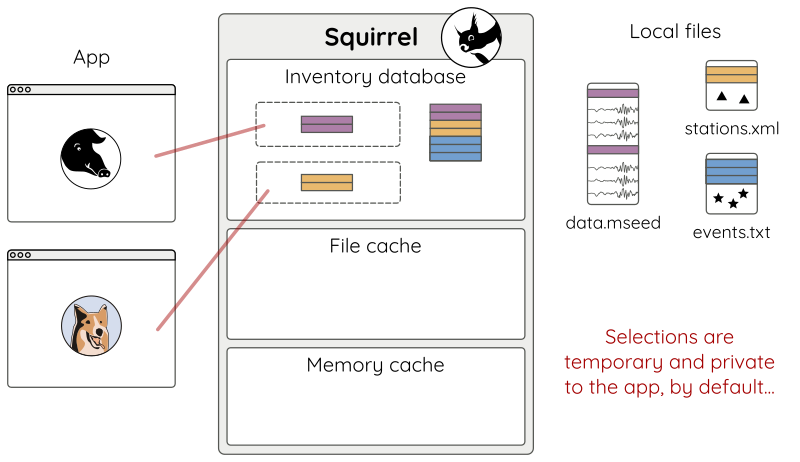 App
Squirrel
Inventory database
File cache
Memory cache
Local files
data.mseed
stations.xml
events.txt
Selections are
temporary and private
to the app, by default...